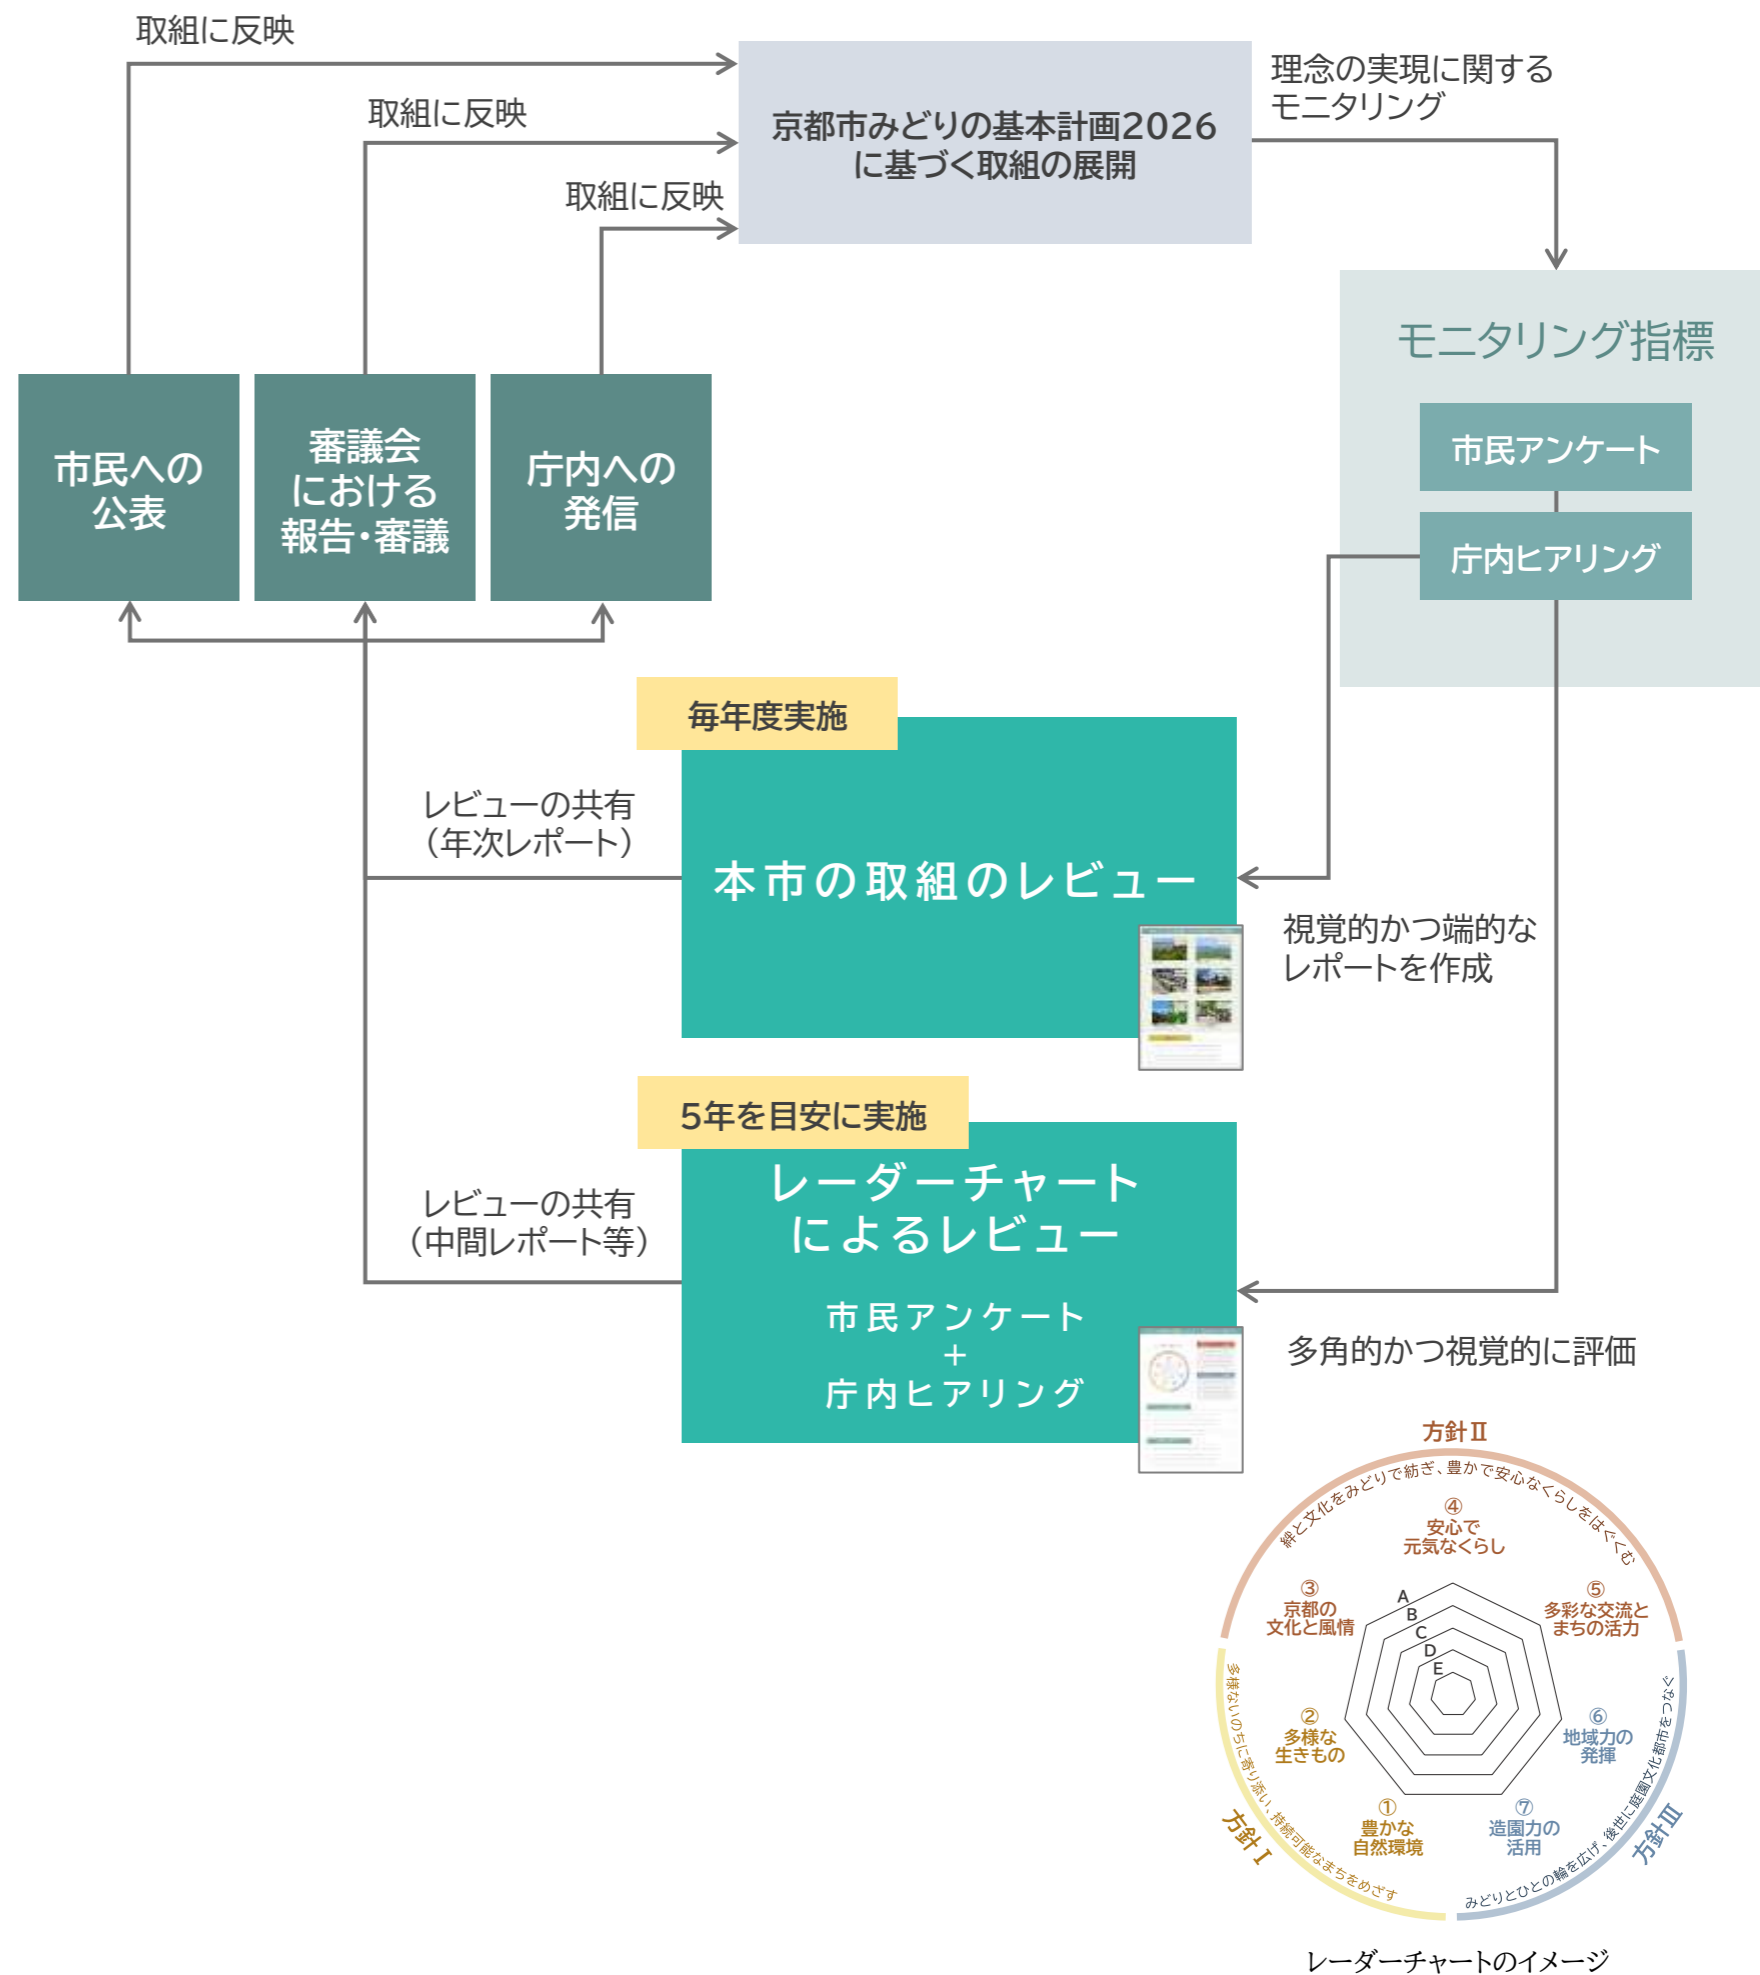 取組に反映
取組に反映
取組に反映
京都市みどりの基本計画2026
に基づく取組の展開
理念の実現に関する
モニタリング
モニタリング指標
市民アンケート
庁内ヒアリング
市民への
公表
審議会
における
報告・審議
庁内への
発信
毎年度実施
本市の取組のレビュー
レビューの共有
（年次レポート）
視覚的かつ端的な
レポートを作成
5年を目安に実施
レーダーチャート
によるレビュー
市民アンケート
+
庁内ヒアリング
レビューの共有
（中間レポート等）
多角的かつ視覚的に評価
方針Ⅱ
絆と文化をみどりで紡ぎ、豊かで安心なくらしをはぐくむ
④
安心で
元気なくらし
③
京都の
文化と風情
⑤
多彩な交流と
まちの活力
A
B
C
D
E
②
多様な
生きもの
⑥
地域力の
発揮
①
豊かな
自然環境
⑦
造園力の
活用
多様ないのちに寄り添い、持続可能なまちをめざす
方針Ⅰ
みどりとひとの輪を広げ、後世に庭園文化都市をつなぐ
方針Ⅲ
レーダーチャートのイメージ